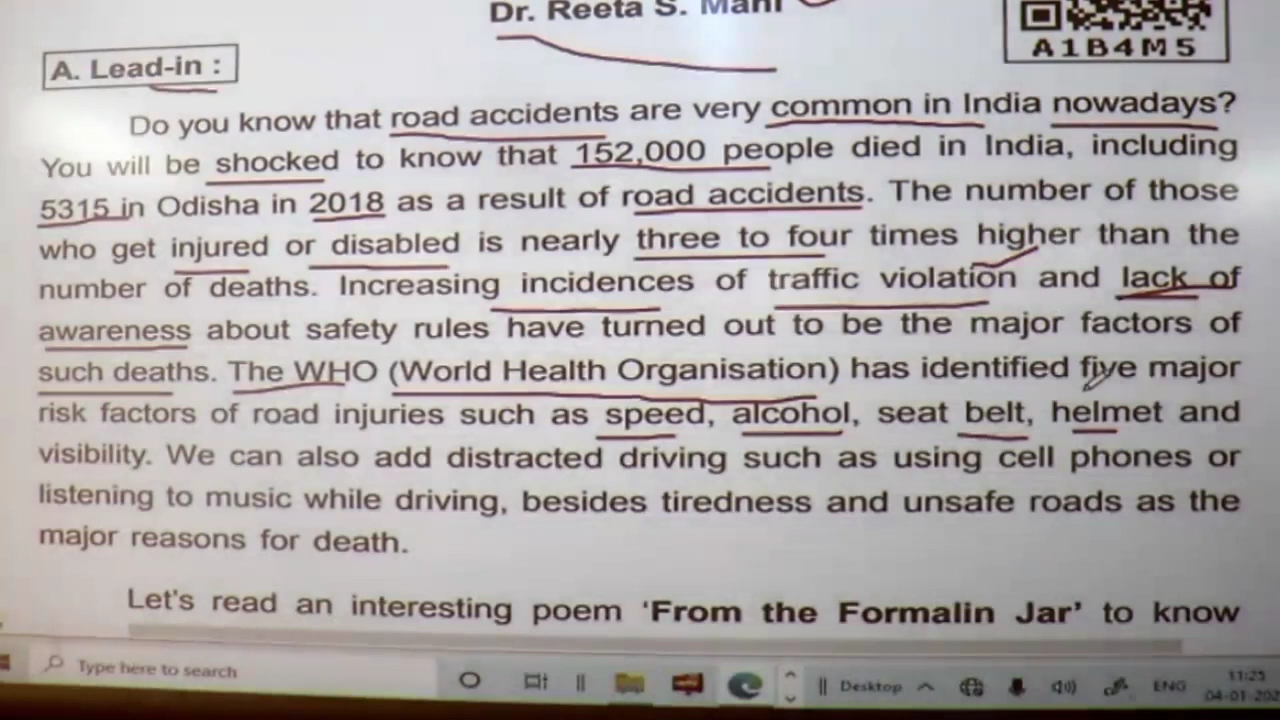 Dr. Reeta S. Mani
A1B4M5
A. Lead-in :
Do you know that road accidents are very common in India nowadays?
You will be shocked to know that 152,000 people died in India, including
5315 in Odisha in 2018 as a result of road accidents. The number of those
who get injured or disabled is nearly three to four times higher than the
number of deaths. Increasing incidences of traffic violation and lack of
awareness about safety rules have turned out to be the major factors of
such deaths. The WHO (World Health Organisation) has identified five major
risk factors of road injuries such as speed, alcohol, seat belt, helmet and
visibility. We can also add distracted driving such as using cell phones or
listening to music while driving, besides tiredness and unsafe roads as the
major reasons for death.
Let's read an interesting poem 'From the Formalin Jar' to know
Type here to search
Desktop
ENG
11:25
04-01-202